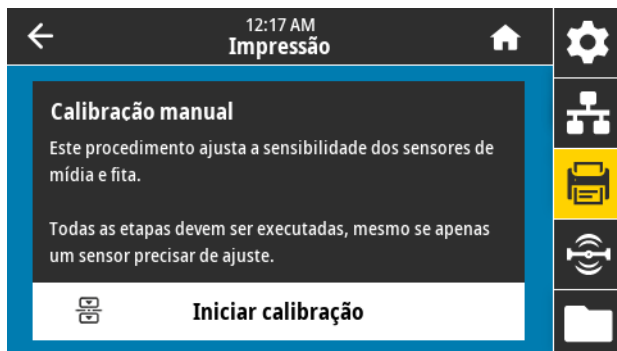 12:17 AM
Impressão
Calibração manual
Este procedimento ajusta a sensibilidade dos sensores de
mídia e fita.
Todas as etapas devem ser executadas, mesmo se apenas
um sensor precisar de ajuste.
Iniciar calibração